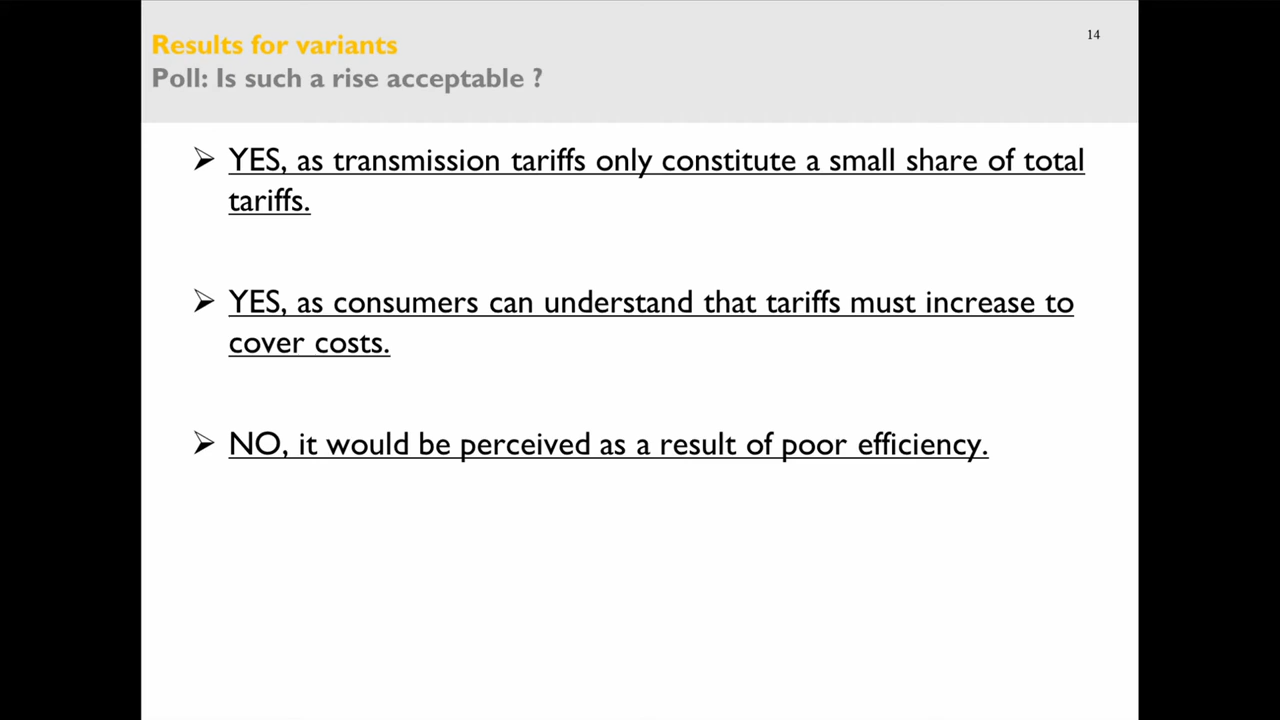 Results for variants
14
Poll: Is such a rise acceptable ?
➢ YES, as transmission tariffs only constitute a small share of total
tariffs.
➢ YES, as consumers can understand that tariffs must increase to
cover costs.
➢ NO, it would be perceived as a result of poor efficiency.